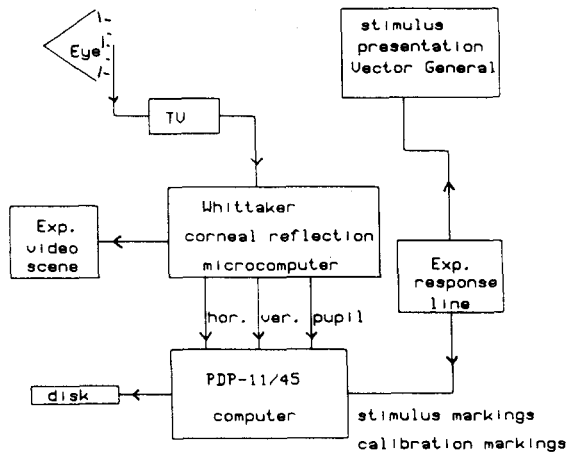 Eye
stimulus
presentation
Vector General
TV
Whittaker
corneal reflection
microcomputer
Exp.
video
scene
Exp.
response
line
hor. ver. pupil
PDP-11/45
computer
disk
stimulus markings
calibration markings